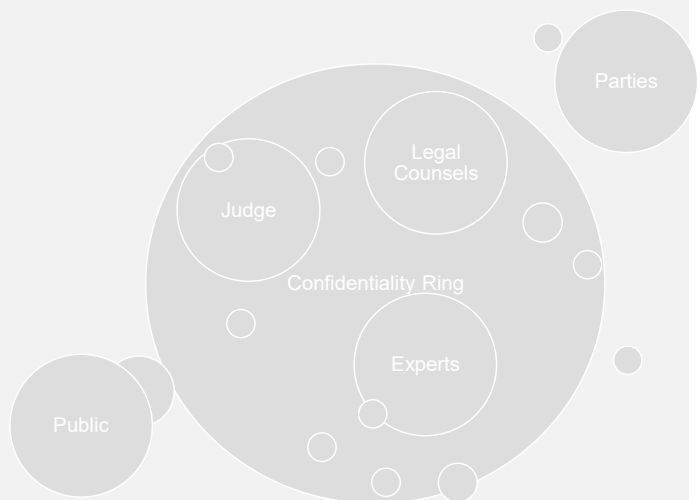 Parties
Legal
Counsels
Judge
Confidentiality Ring
Experts
Public